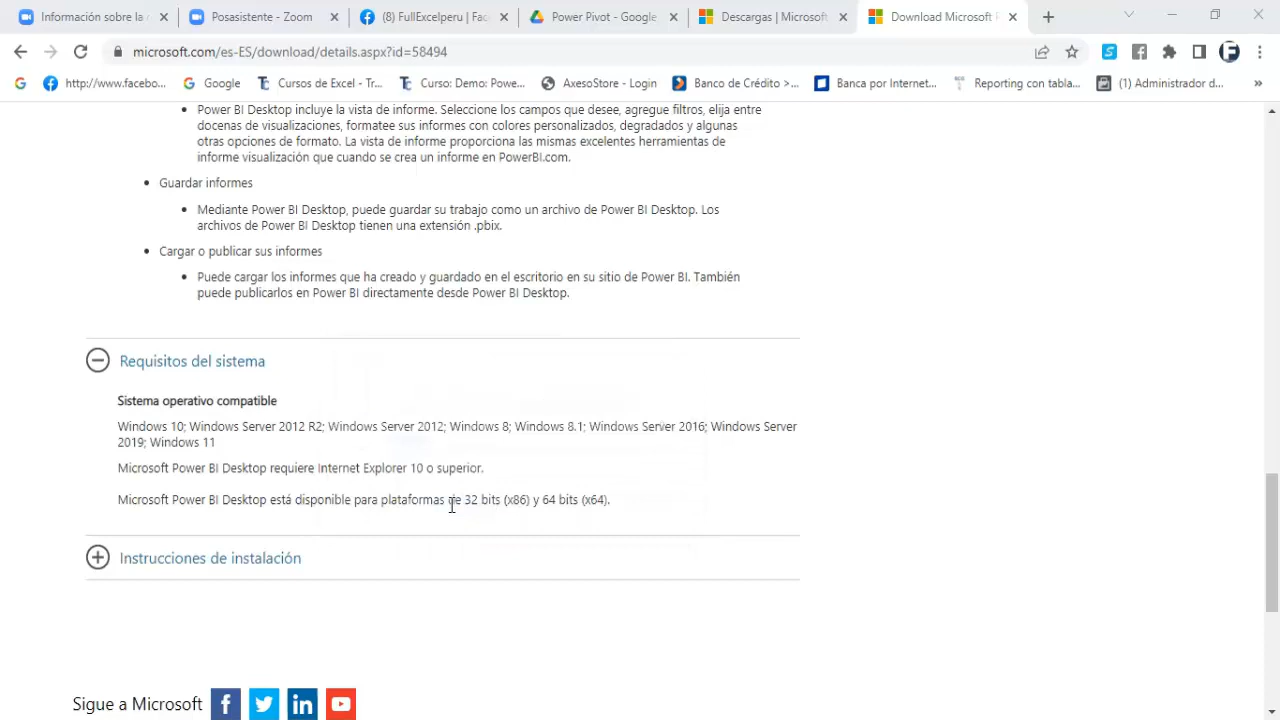 Información sobre la
Posasistente - Zoom
(8) FullExcelperu | Fac
Power Pivot - Google
Descargas | Microsoft
Download Microsoft
microsoft.com/es-ES/download/details.aspx?id=58494
http://www.facebo...
Google
Cursos de Excel - Tr...
Curso: Demo: Powe...
AxesoStore - Login
Banco de Crédito >...
Banca por Internet...
Reporting con tabla...
(1) Administrador d...
»
Power BI Desktop incluye la vista de informe. Seleccione los campos que desee, agregue filtros, elija entre
docenas de visualizaciones, formatee sus informes con colores personalizados, degradados y algunas
otras opciones de formato. La vista de informe proporciona las mismas excelentes herramientas de
informe visualización que cuando se crea un informe en PowerBI.com.
Guardar informes
Mediante Power BI Desktop, puede guardar su trabajo como un archivo de Power BI Desktop. Los
archivos de Power BI Desktop tienen una extensión .pbix.
Cargar o publicar sus informes
Puede cargar los informes que ha creado y guardado en el escritorio en su sitio de Power BI. También
puede publicarlos en Power BI directamente desde Power BI Desktop.
Requisitos del sistema
Sistema operativo compatible
Windows 10; Windows Server 2012 R2; Windows Server 2012; Windows 8; Windows 8.1; Windows Server 2016; Windows Server
2019; Windows 11
Microsoft Power BI Desktop requiere Internet Explorer 10 o superior.
Microsoft Power BI Desktop está disponible para plataformas de 32 bits (x86) y 64 bits (x64).
Instrucciones de instalación
Sigue a Microsoft